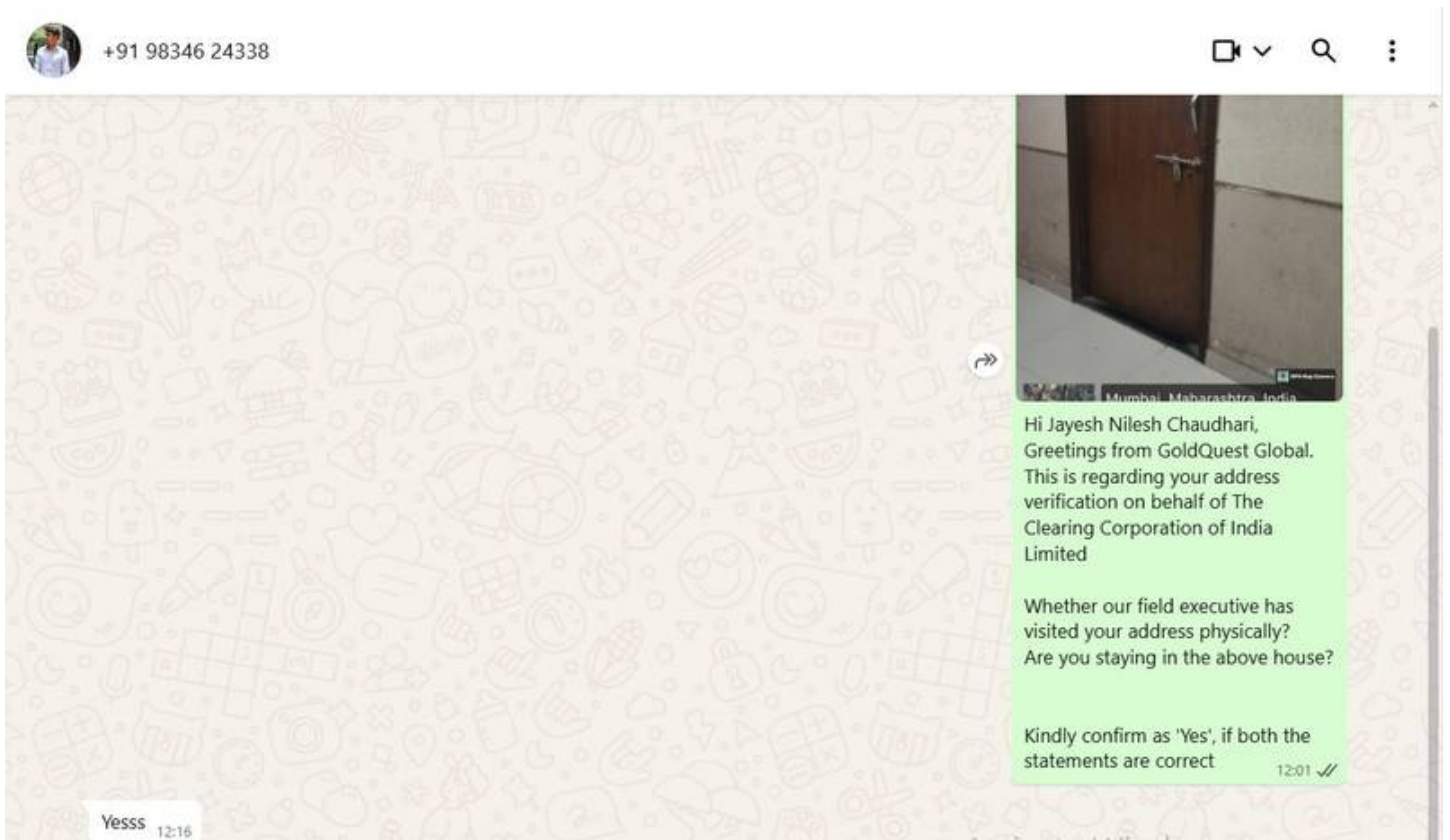 +91 98346 24338
Mumbai, Maharashtra, India
Hi Jayesh Nilesh Chaudhari,
Greetings from GoldQuest Global.
This is regarding your address
verification on behalf of The
Clearing Corporation of India
Limited
Whether our field executive has
visited your address physically?
Are you staying in the above house?
Kindly confirm as 'Yes', if both the
statements are correct
12:01
Yesss 12:16